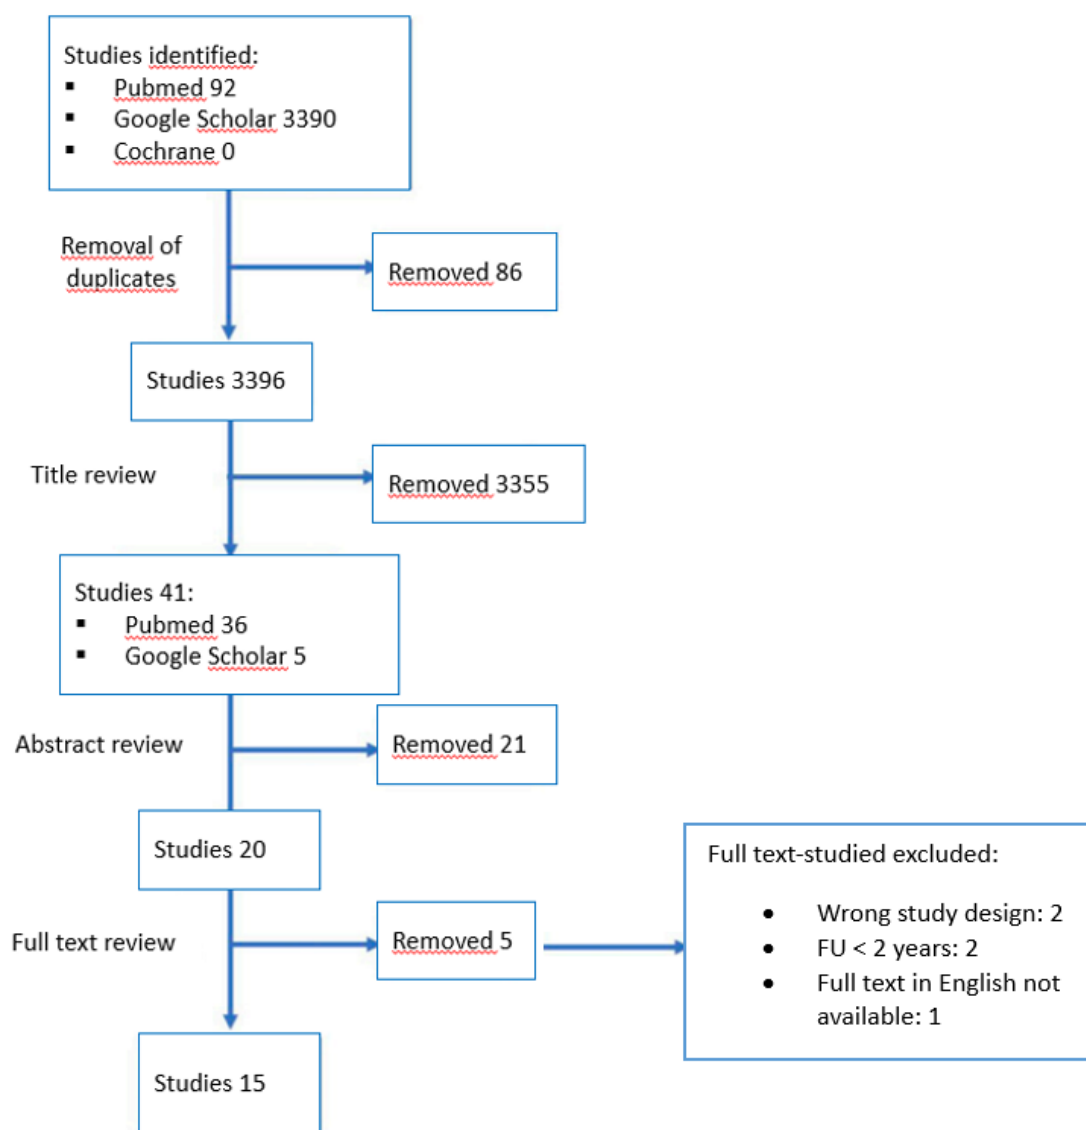 Studies identified:
▪ Pubmed 92
▪ Google Scholar 3390
▪ Cochrane 0
Removal of
duplicates
Removed 86
Studies 3396
Title review
Removed 3355
Studies 41:
▪ Pubmed 36
▪ Google Scholar 5
Abstract review
Removed 21
Studies 20
Full text review
Removed 5
Full text-studied excluded:
• Wrong study design: 2
• FU < 2 years: 2
• Full text in English not
available: 1
Studies 15